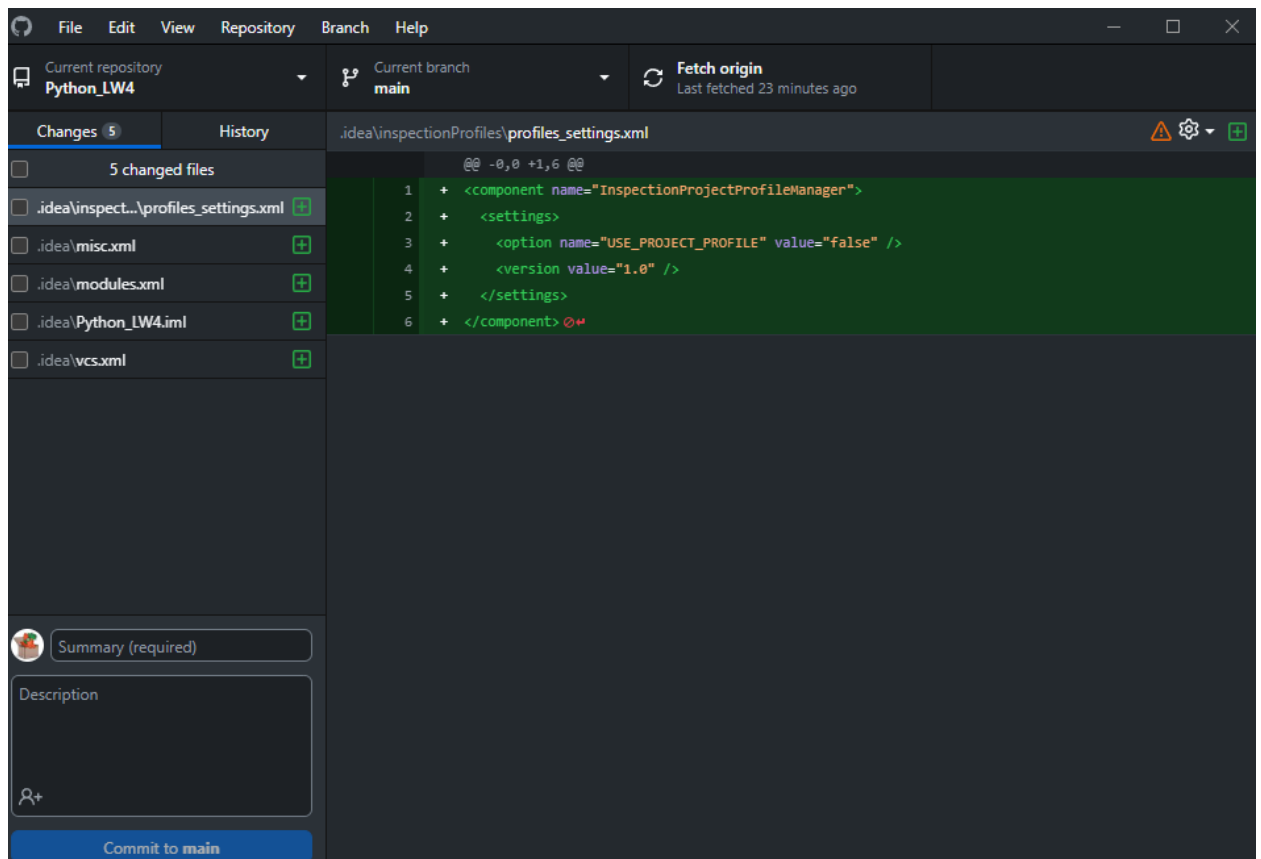 File Edit View Repository Branch Help
Current repository
Python_LW4
Current branch
main
Fetch origin
Last fetched 23 minutes ago
Changes 5
History
5 changed files
.idea\inspect...\profiles_settings.xml
.idea\misc.xml
.idea\modules.xml
.idea\Python_LW4.iml
.idea\vcs.xml
.idea\inspectionProfiles\profiles_settings.xml
@@ -0,0 +1,6 @@
1 + <component name="InspectionProjectProfileManager">
2 + <settings>
3 + <option name="USE_PROJECT_PROFILE" value="false" />
4 + <version value="1.0" />
5 + </settings>
6 + </component>
Summary (required)
Description
Commit to main